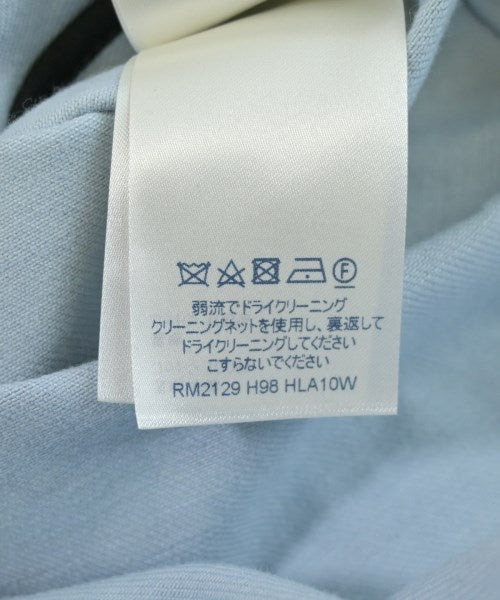 F
弱流でドライクリーニング
クリーニングネットを使用し、裏返して
ドライクリーニングしてください
こすらないでください
RM2129 H98 HLA10W